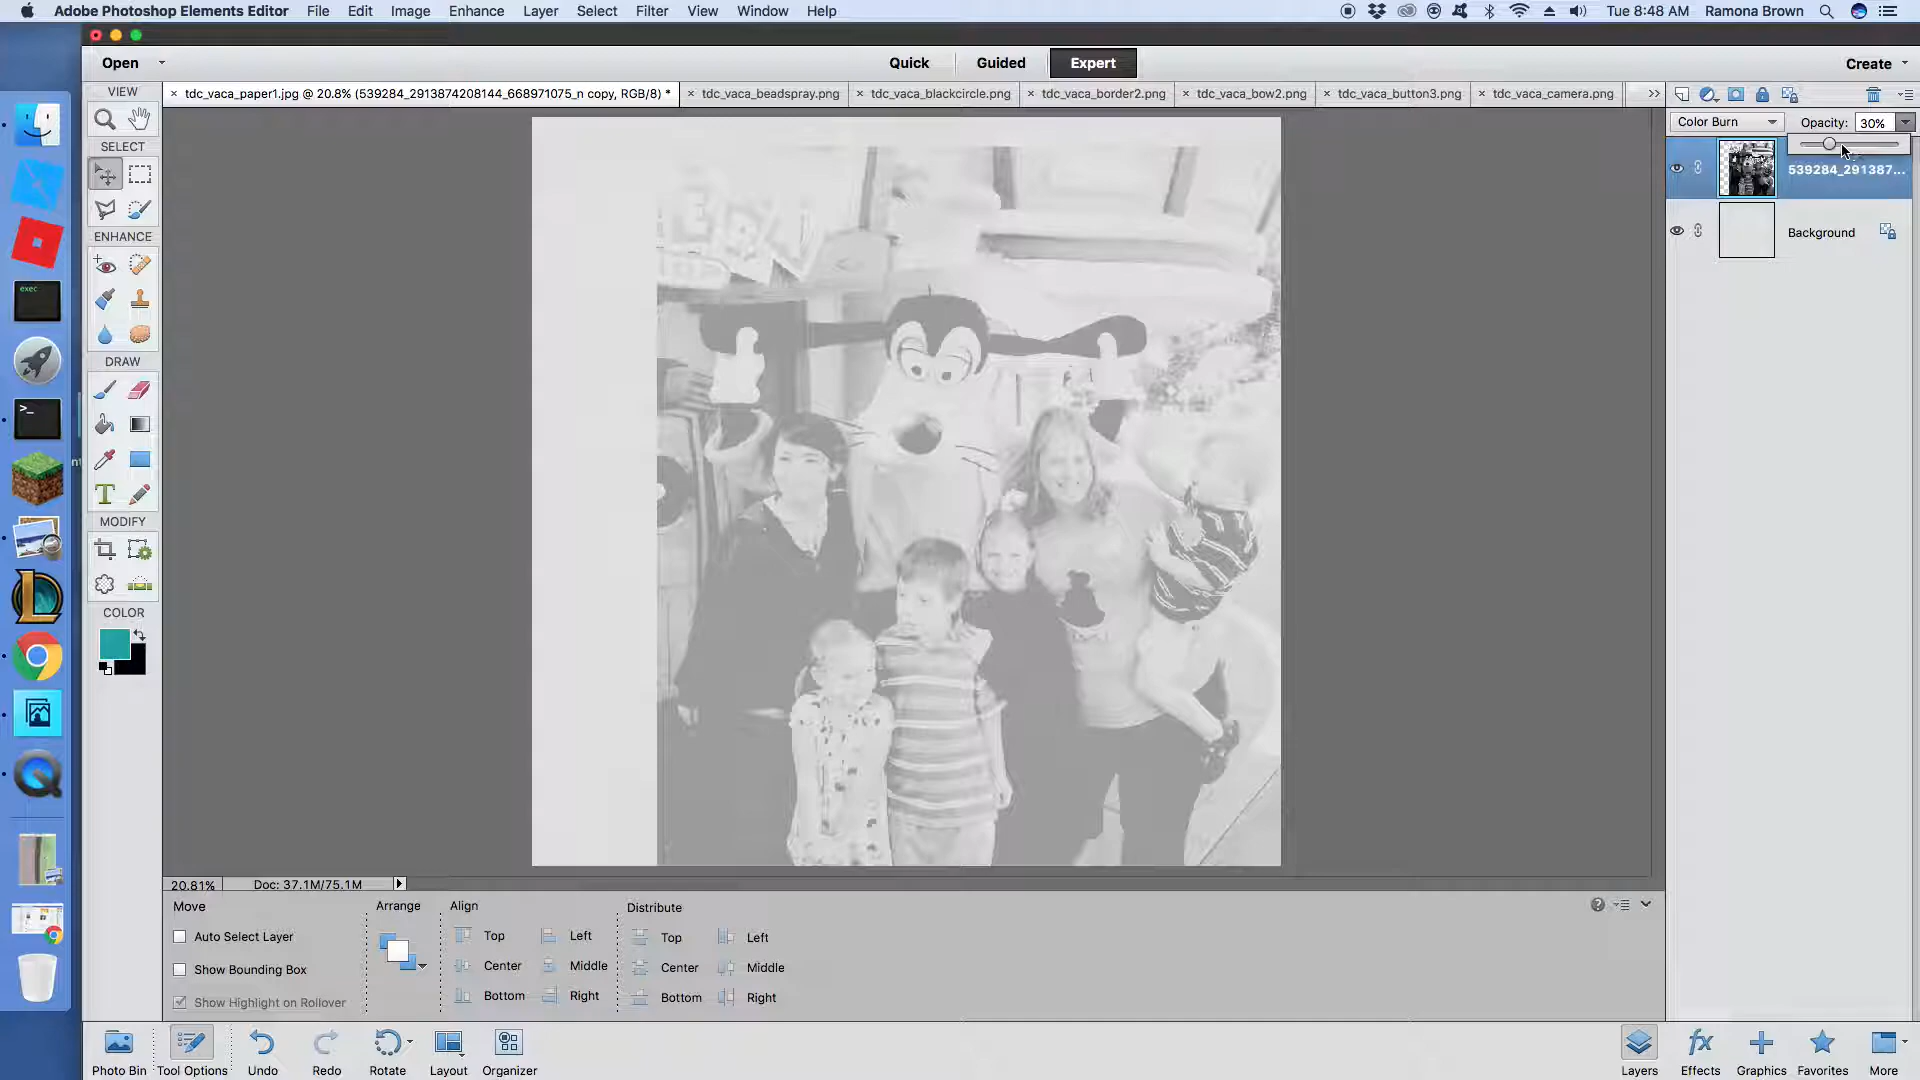 Adobe Photoshop Elements Editor File Edit Image Enhance Layer Select Filter View Window Help Tue 8:48 AM Ramona Brown
Open Quick Guided Expert Create
VIEW
× tdc_vaca_paper1.jpg @ 20.8% (539284_2913874208144_668971075_n copy, RGB/8) * × tdc_vaca_beadspray.png × tdc_vaca_blackcircle.png × tdc_vaca_border2.png × tdc_vaca_bow2.png × tdc_vaca_button3.png × tdc_vaca_camera.png >>
Color Burn Opacity: 30%
SELECT
539284_291387...
Background
ENHANCE
exec
DRAW
>_
T
MODIFY
COLOR
20.81% Doc: 37.1M/75.1M
Move Arrange Align Distribute
Auto Select Layer Top Left Top Left
Show Bounding Box Center Middle Center Middle
Show Highlight on Rollover Bottom Right Bottom Right
Photo Bin Tool Options Undo Redo Rotate Layout Organizer Layers Effects Graphics Favorites More